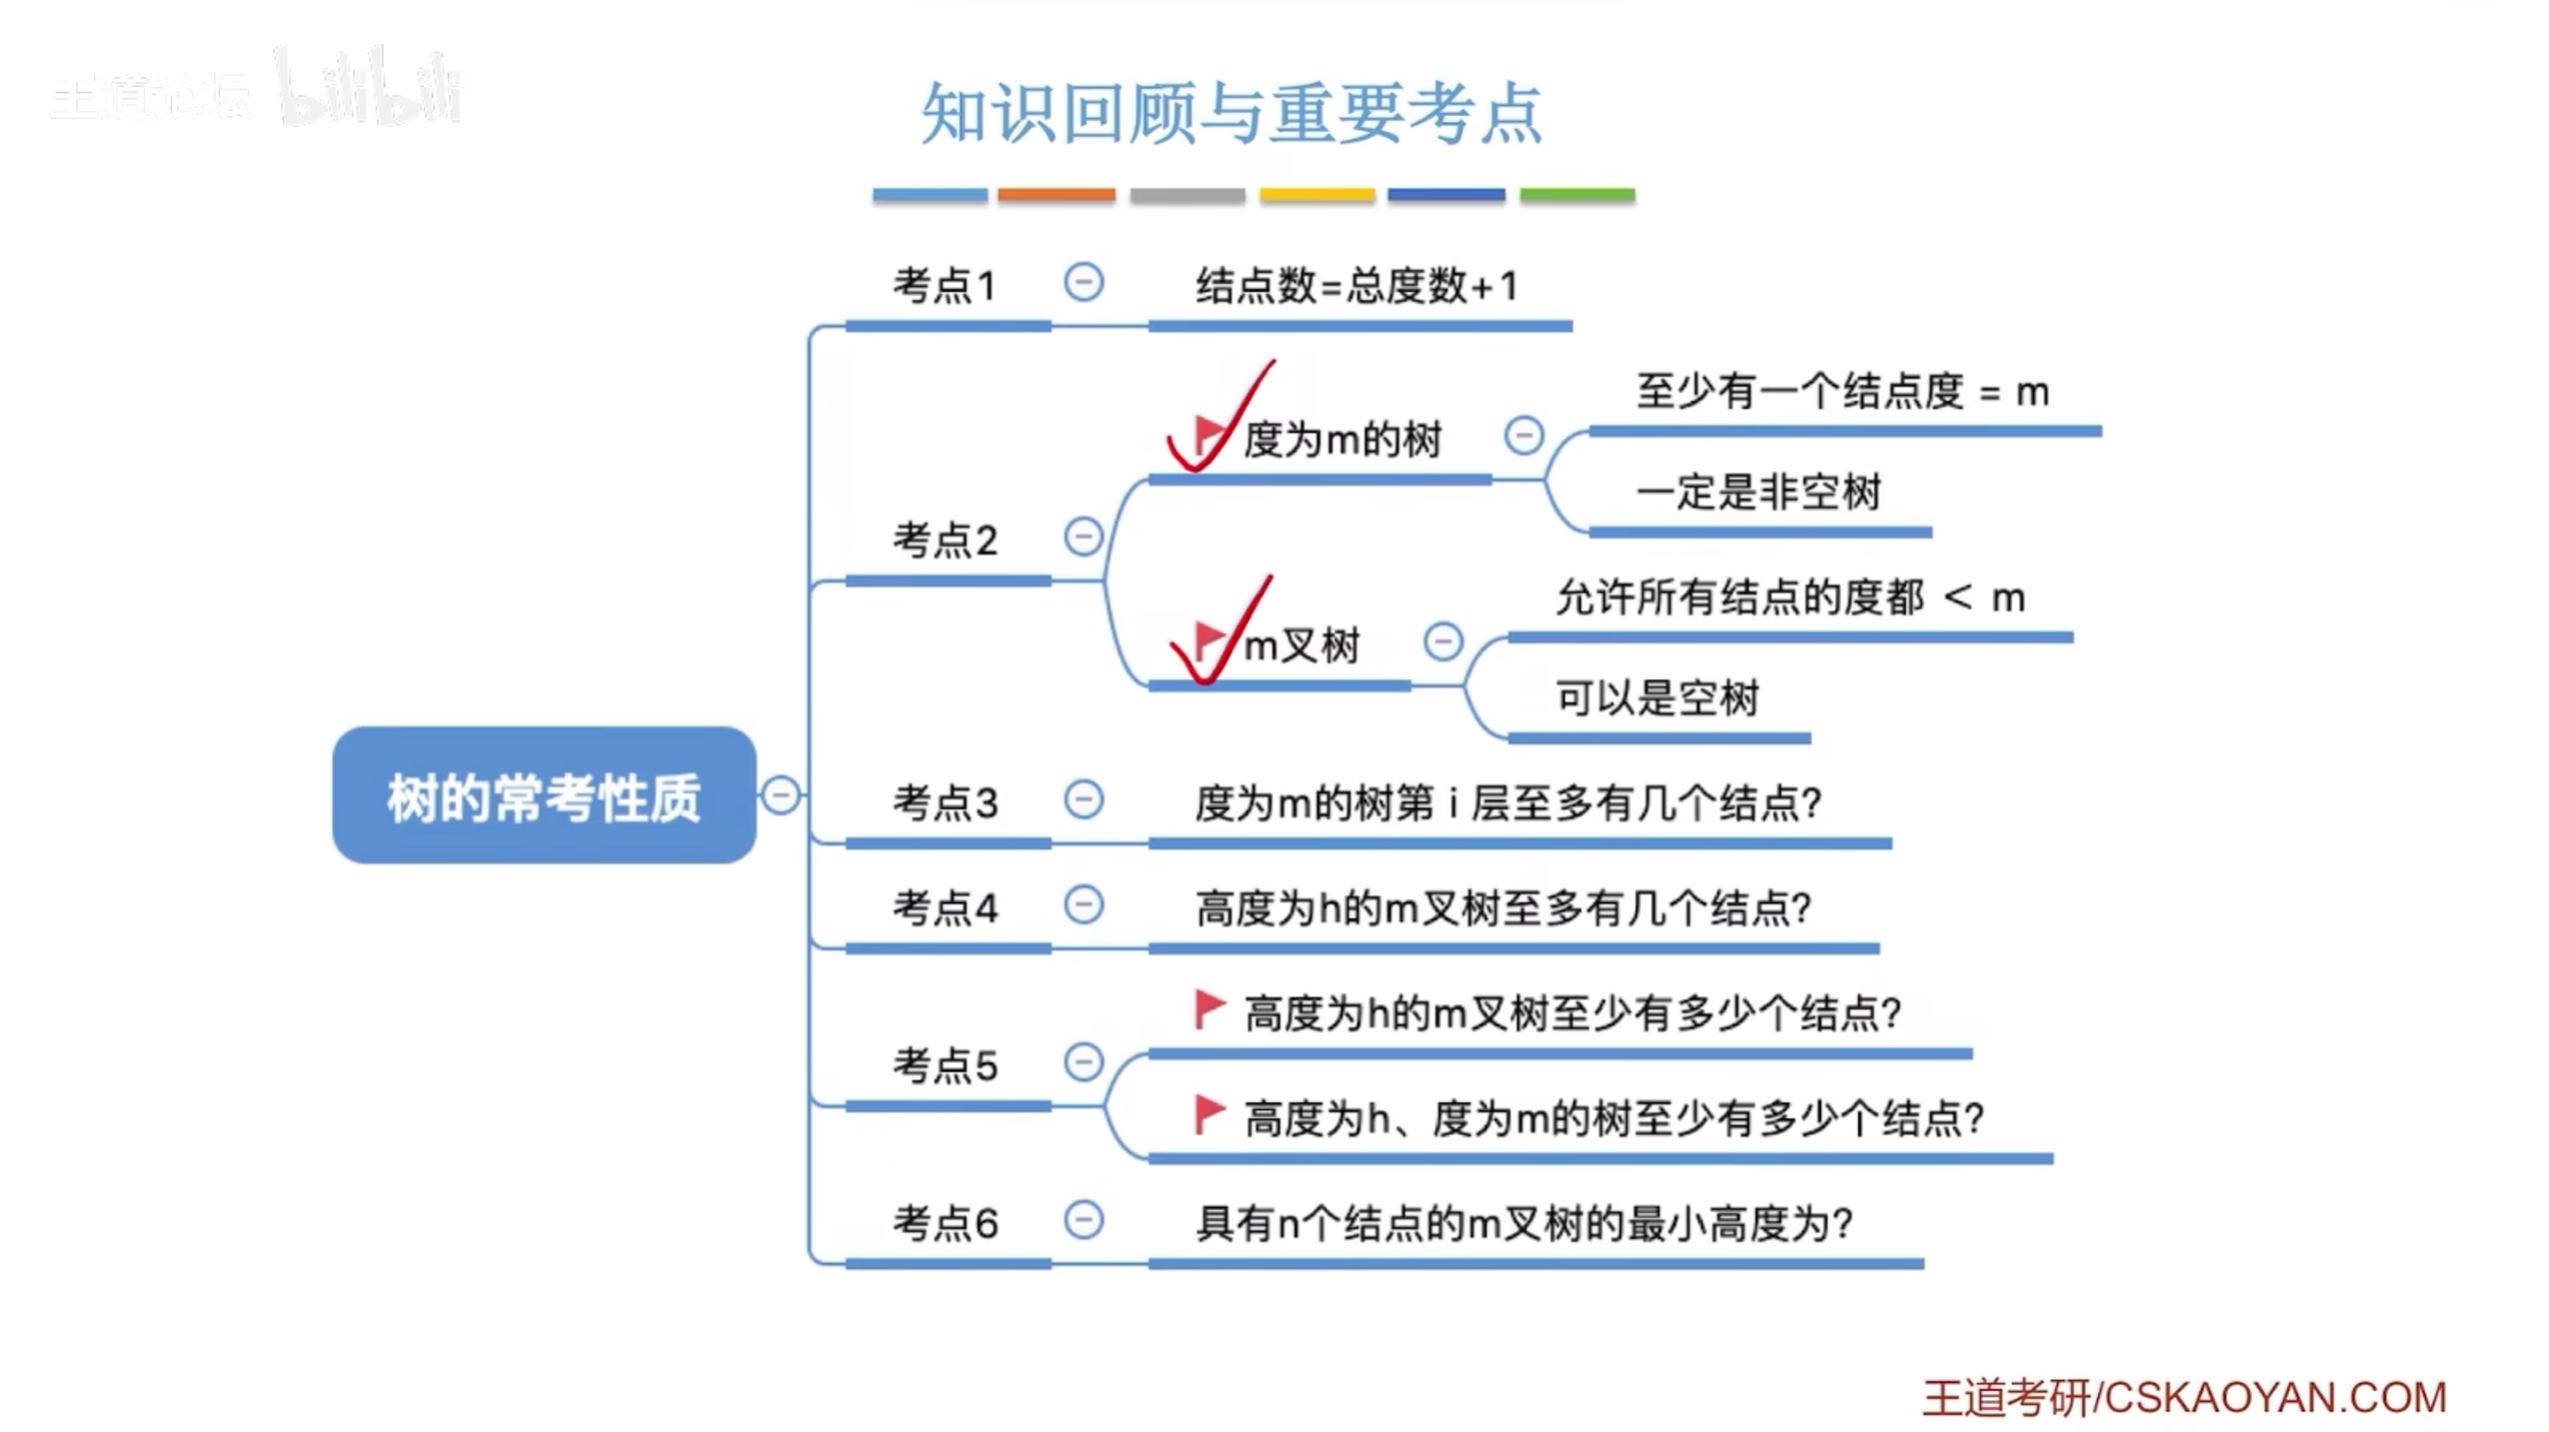 王道论坛 bilibili
知识回顾与重要考点
考点1
结点数=总度数+1
考点2
度为m的树
至少有一个结点度 = m
一定是非空树
m叉树
允许所有结点的度都 < m
可以是空树
树的常考性质
考点3
度为m的树第 i 层至多有几个结点?
考点4
高度为h的m叉树至多有几个结点?
考点5
高度为h的m叉树至少有多少个结点?
高度为h、度为m的树至少有多少个结点?
考点6
具有n个结点的m叉树的最小高度为?
王道考研/CSKAOYAN.COM